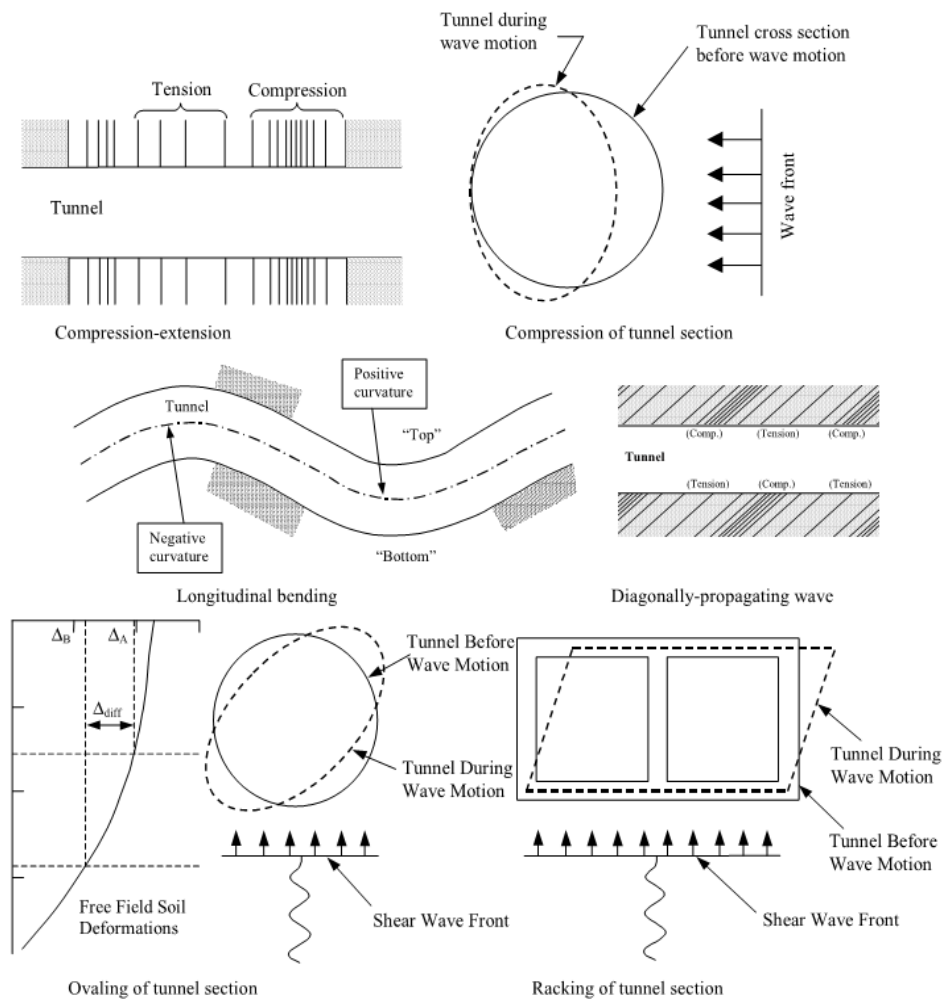 Tunnel during
wave motion
Tunnel cross section
before wave motion
Tension
Compression
Tunnel
Wave front
Compression-extension
Compression of tunnel section
Positive
curvature
Tunnel
“Top”
(Comp.)
(Tension)
(Comp.)
Tunnel
(Tension)
(Comp.)
(Tension)
Negative
curvature
“Bottom”
Longitudinal bending
Diagonally-propagating wave
ΔB
ΔA
Δdiff
Free Field Soil
Deformations
Tunnel Before
Wave Motion
Tunnel During
Wave Motion
Shear Wave Front
Tunnel During
Wave Motion
Tunnel Before
Wave Motion
Shear Wave Front
Ovaling of tunnel section
Racking of tunnel section